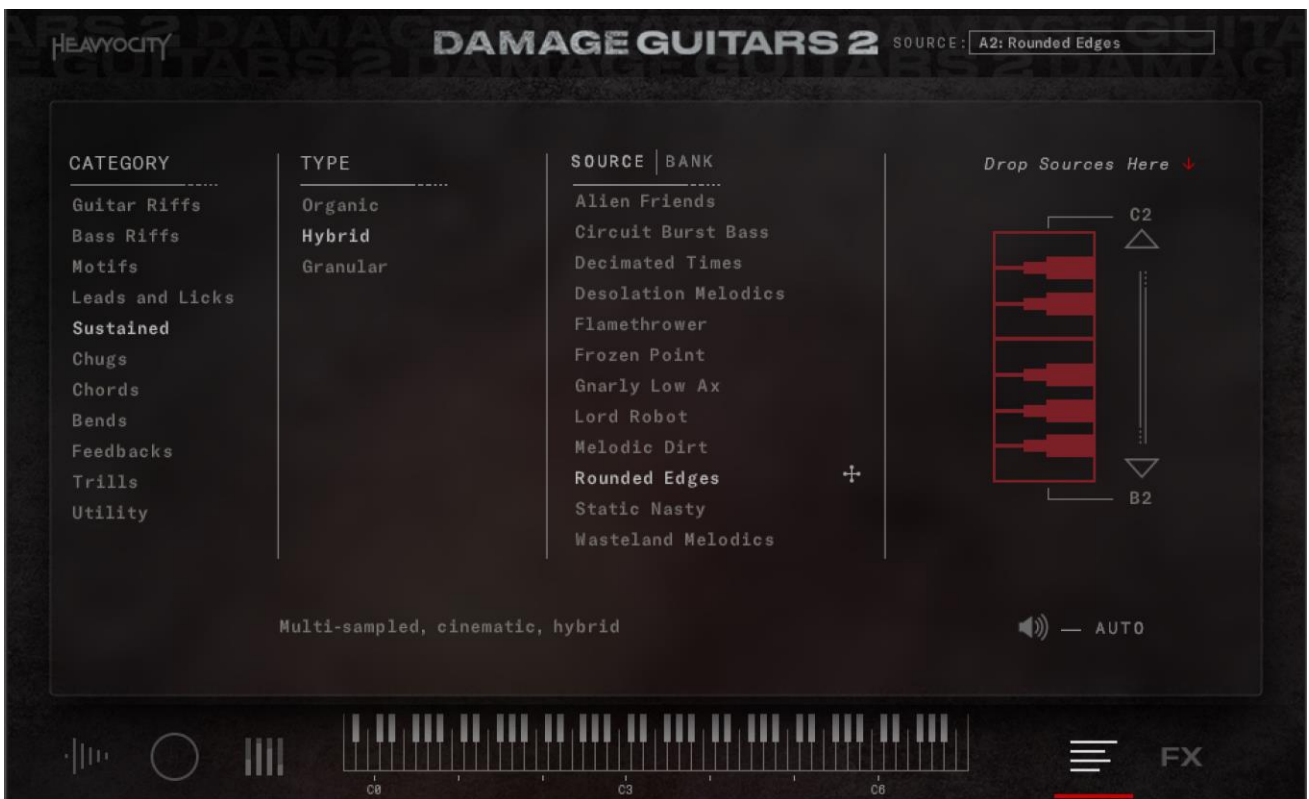 HEAVYOCITY
DAMAGE GUITARS 2
SOURCE: A2: Rounded Edges
CATEGORY
Guitar Riffs
Bass Riffs
Motifs
Leads and Licks
Sustained
Chugs
Chords
Bends
Feedbacks
Trills
Utility
TYPE
Organic
Hybrid
Granular
SOURCE | BANK
Alien Friends
Circuit Burst Bass
Decimated Times
Desolation Melodics
Flamethrower
Frozen Point
Gnarly Low Ax
Lord Robot
Melodic Dirt
Rounded Edges
Static Nasty
Wasteland Melodics
Drop Sources Here ↓
C2
B2
Multi-sampled, cinematic, hybrid
— AUTO
C0 C3 C6
FX